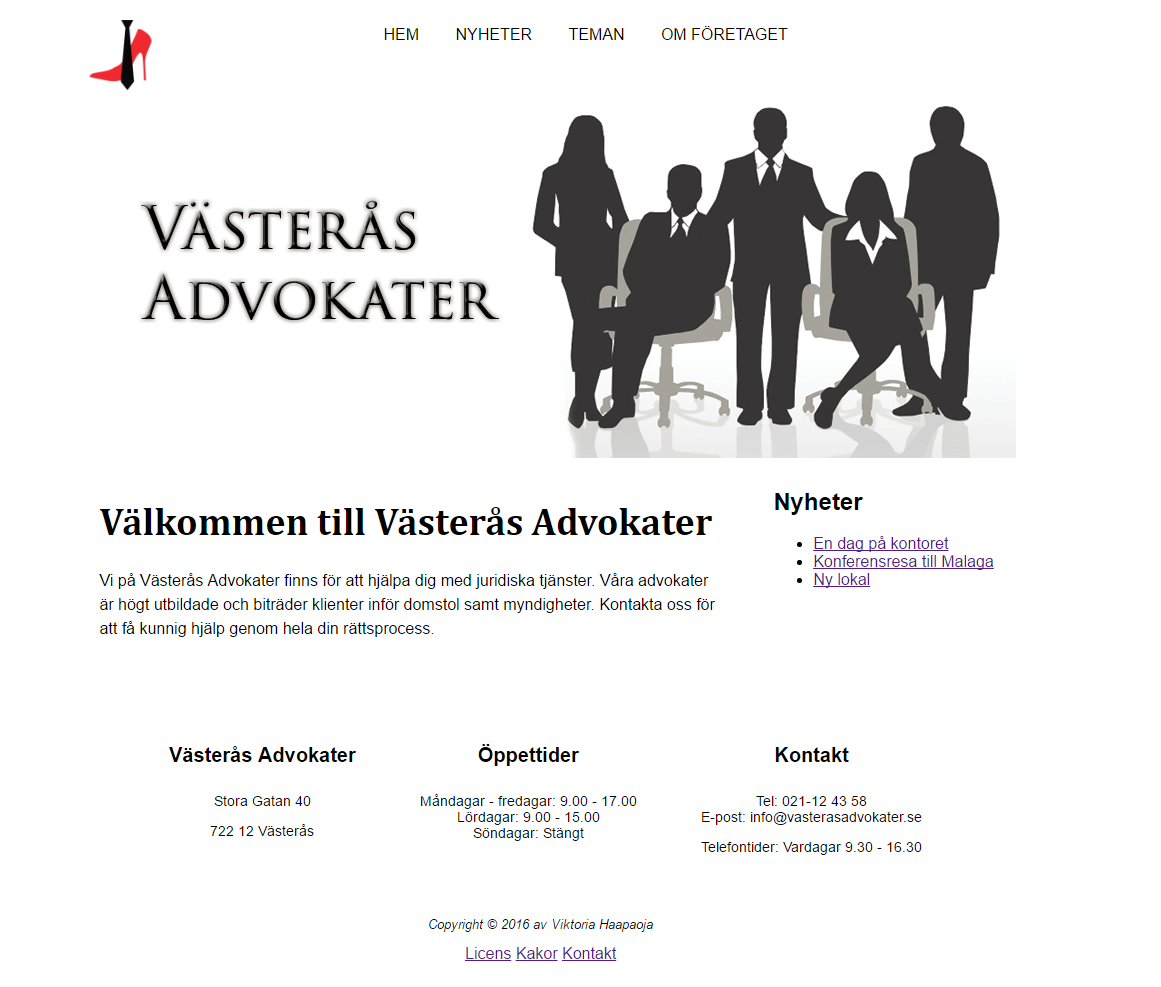 HEM NYHETER TEMAN OM FÖRETAGET
VÄSTERÅS
ADVOKATER
Välkommen till Västerås Advokater
Vi på Västerås Advokater finns för att hjälpa dig med juridiska tjänster. Våra advokater
är högt utbildade och biträder klienter inför domstol samt myndigheter. Kontakta oss för
att få kunnig hjälp genom hela din rättsprocess.
Nyheter
En dag på kontoret
Konferensresa till Malaga
Ny lokal
Västerås Advokater
Stora Gatan 40
722 12 Västerås
Öppettider
Måndagar - fredagar: 9.00 - 17.00
Lördagar: 9.00 - 15.00
Söndagar: Stängt
Kontakt
Tel: 021-12 43 58
E-post: info@vasterasadvokater.se
Telefontider: Vardagar 9.30 - 16.30
Copyright © 2016 av Viktoria Haapaoja
Licens Kakor Kontakt